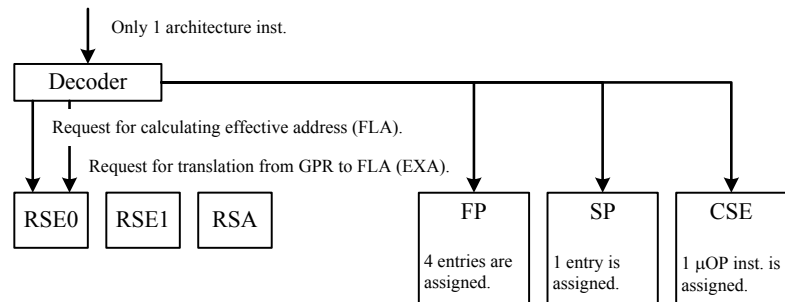 Only 1 architecture inst.
Decoder
Request for calculating effective address (FLA).
Request for translation from GPR to FLA (EXA).
RSE0
RSE1
RSA
FP
4 entries are
assigned.
SP
1 entry is
assigned.
CSE
1 μOP inst. is
assigned.